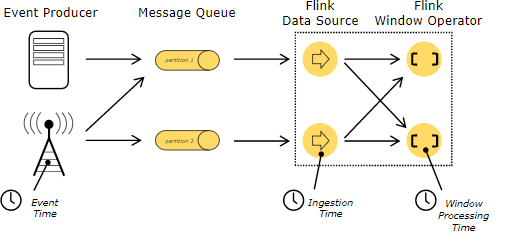 Event Producer
Message Queue
Flink
Data Source
Flink
Window Operator
partition 1
partition 2
Event
Time
Ingestion
Time
Window
Processing
Time